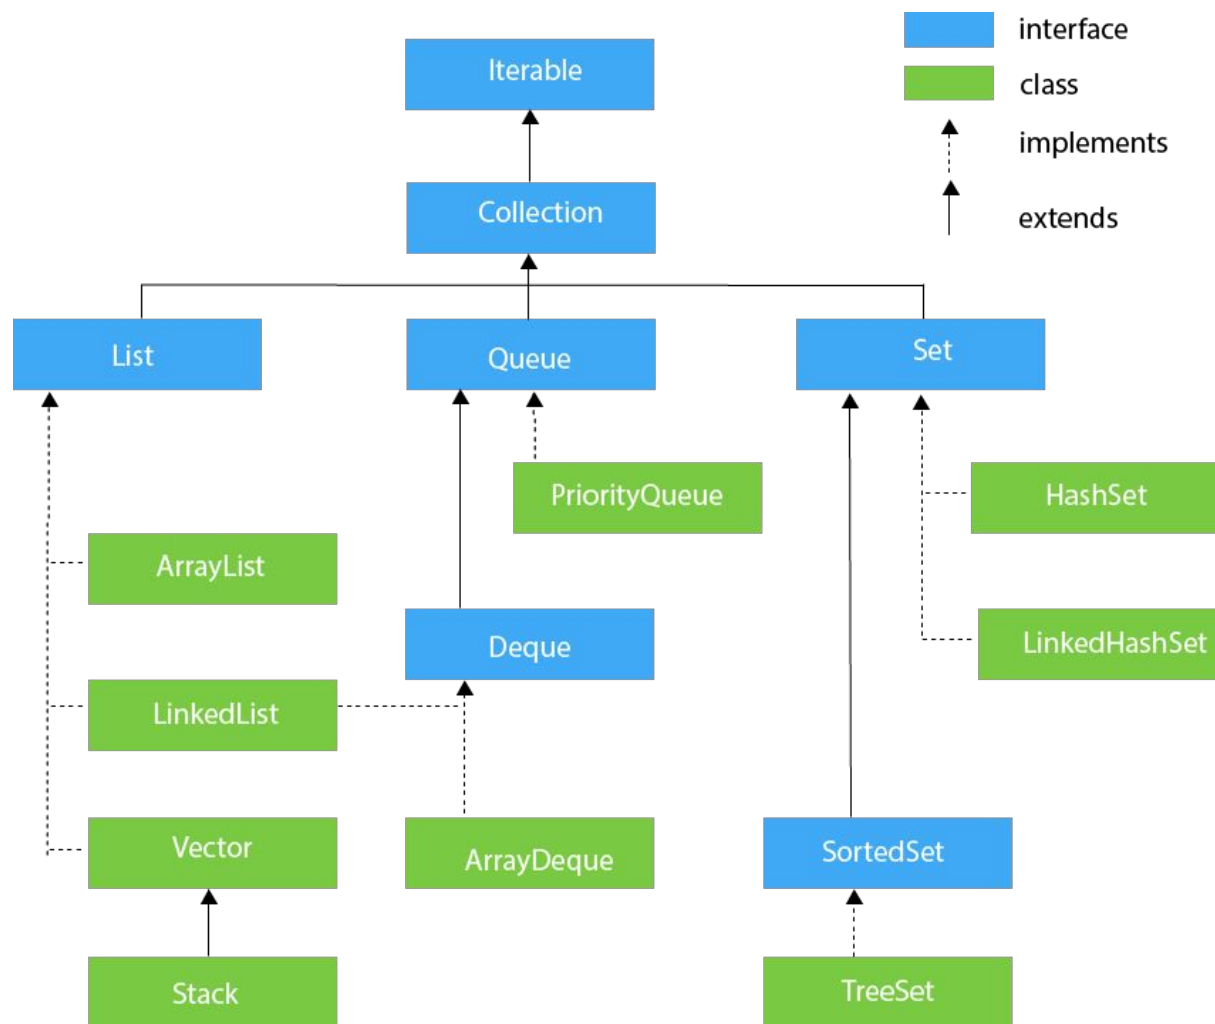 interface
Iterable
class
implements
Collection
extends
List
Queue
Set
PriorityQueue
HashSet
ArrayList
Deque
LinkedHashSet
LinkedList
Vector
ArrayDeque
SortedSet
Stack
TreeSet